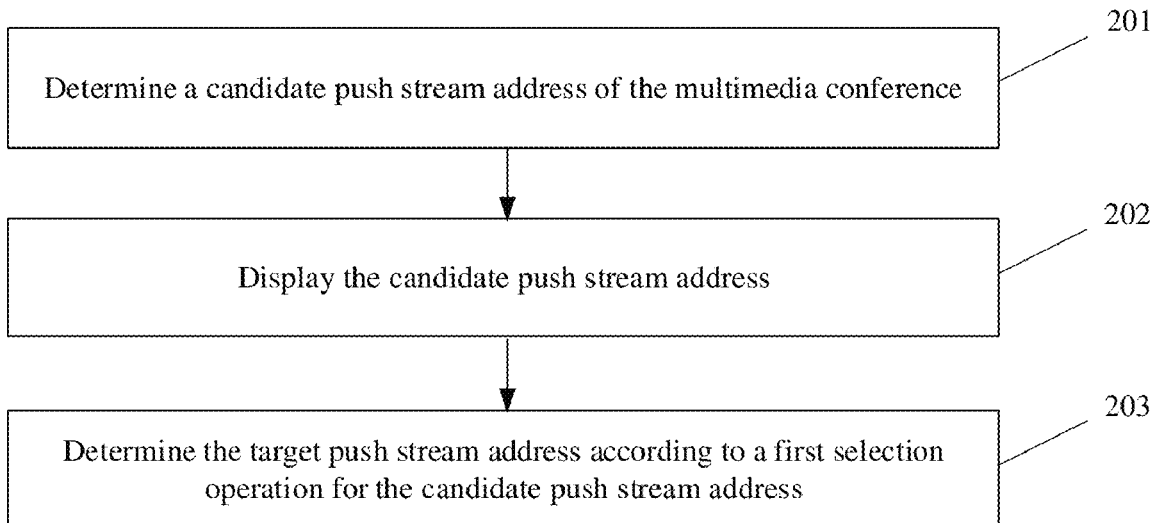 201
Determine a candidate push stream address of the multimedia conference
202
Display the candidate push stream address
203
Determine the target push stream address according to a first selection
operation for the candidate push stream address